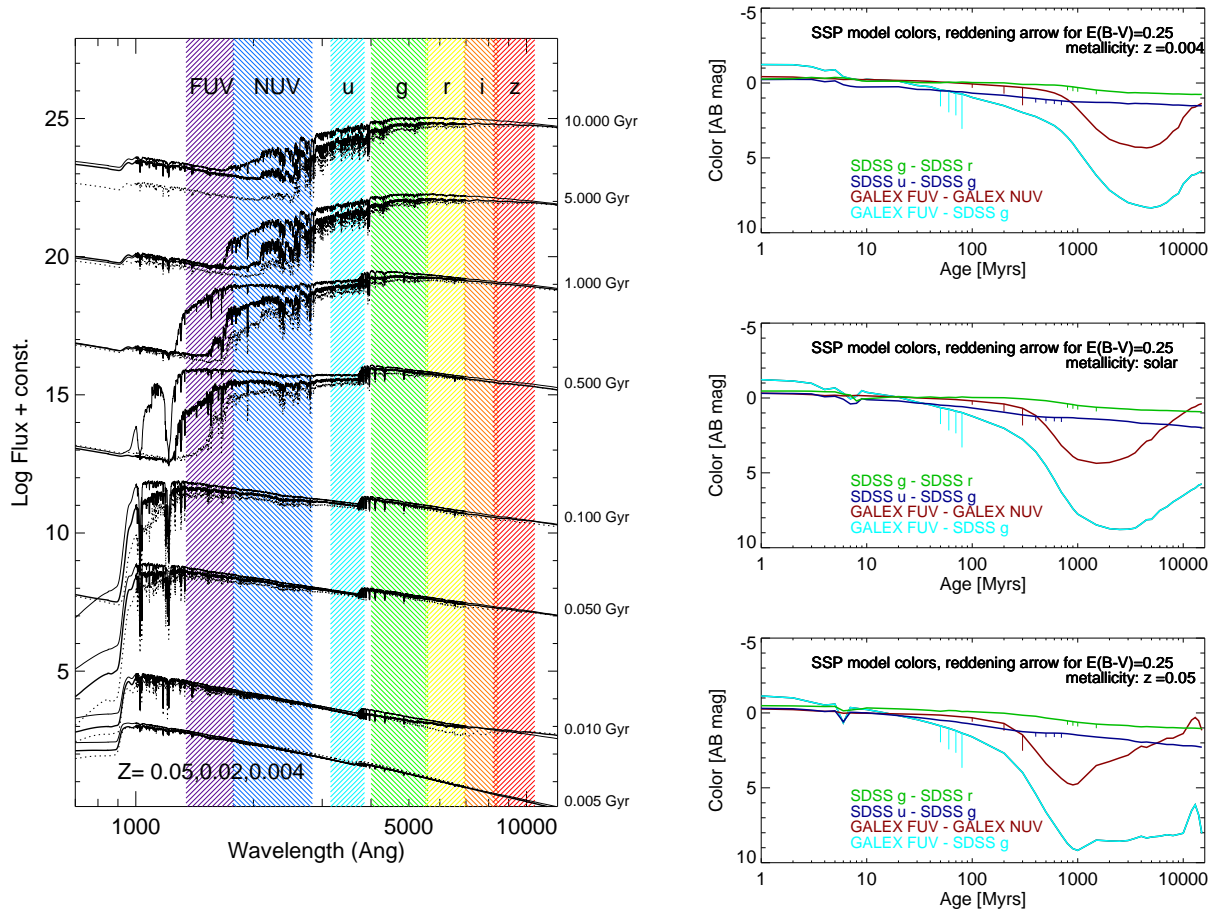 FUV NUV u g r i z
25
20
15
10
5
Log Flux + const.
10.000 Gyr
5.000 Gyr
1.000 Gyr
0.500 Gyr
0.100 Gyr
0.050 Gyr
0.010 Gyr
0.005 Gyr
Z= 0.05,0.02,0.004
1000 5000 10000
Wavelength (Ang)
-5
0
5
10
Color [AB mag]
SSP model colors, reddening arrow for E(B-V)=0.25
metallicity: z =0.004
SDSS g - SDSS r
SDSS u - SDSS g
GALEX FUV - GALEX NUV
GALEX FUV - SDSS g
1 10 100 1000 10000
Age [Myrs]
-5
0
5
10
Color [AB mag]
SSP model colors, reddening arrow for E(B-V)=0.25
metallicity: solar
SDSS g - SDSS r
SDSS u - SDSS g
GALEX FUV - GALEX NUV
GALEX FUV - SDSS g
1 10 100 1000 10000
Age [Myrs]
-5
0
5
10
Color [AB mag]
SSP model colors, reddening arrow for E(B-V)=0.25
metallicity: z =0.05
SDSS g - SDSS r
SDSS u - SDSS g
GALEX FUV - GALEX NUV
GALEX FUV - SDSS g
1 10 100 1000 10000
Age [Myrs]